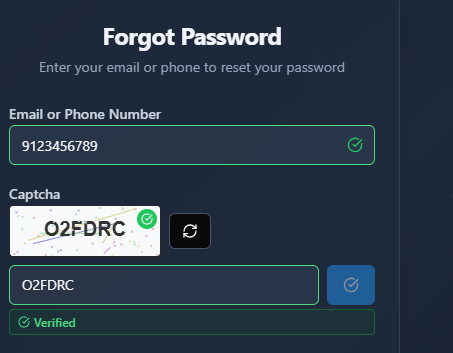 Forgot Password
Enter your email or phone to reset your password
Email or Phone Number
9123456789
Captcha
O2FDRC
O2FDRC
Verified